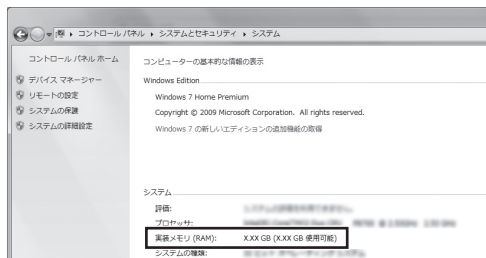 コントロール パネル ▸ システムとセキュリティ ▸ システム
コントロール パネル ホーム
デバイス マネージャー
リモートの設定
システムの保護
システムの詳細設定
コンピューターの基本的な情報の表示
Windows Edition
Windows 7 Home Premium
Copyright © 2009 Microsoft Corporation. All rights reserved.
Windows 7 の新しいエディションの追加機能の取得
システム
評価:
プロセッサ:
実装メモリ (RAM): X.XX GB (X.XX GB 使用可能)
システムの種類: